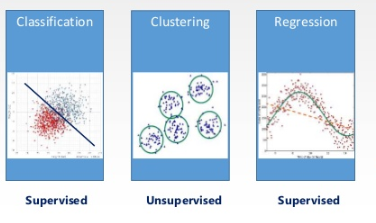 Classification
Clustering
Regression
Supervised
Unsupervised
Supervised